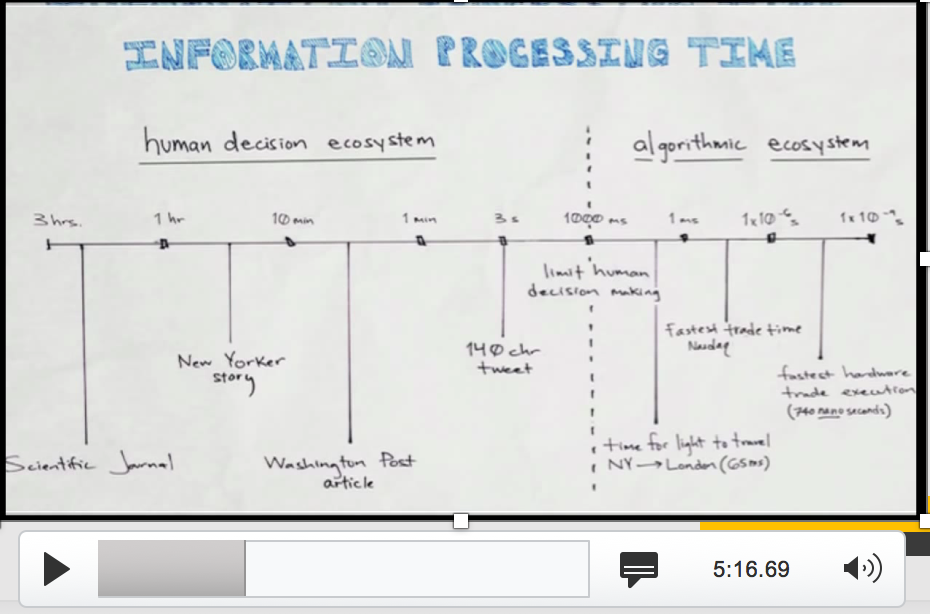 INFORMATION PROCESSING TIME
human decision ecosystem
algorithmic ecosystem
3 hrs. 1 hr 10 min 1 min 3 s 1000 ms 1 ms 1x10⁻⁶s 1x10⁻⁹s
limit human
decision making
Fastest trade time
Nasdaq
140 chr
tweet
New Yorker
story
fastest hardware
trade execution
(740 nano seconds)
time for light to travel
NY → London (65ms)
Scientific Journal
Washington Post
article
5:16.69